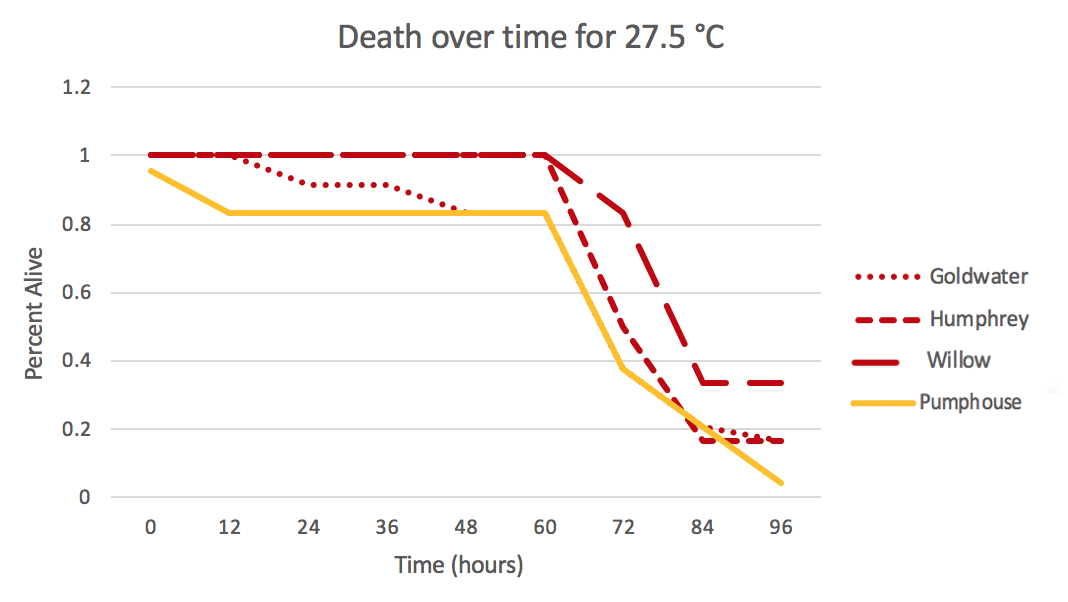 Death over time for 27.5 °C
1.2
1
0.8
0.6
0.4
0.2
0
Percent Alive
0 12 24 36 48 60 72 84 96
Time (hours)
Goldwater
Humphrey
Willow
Pumphouse